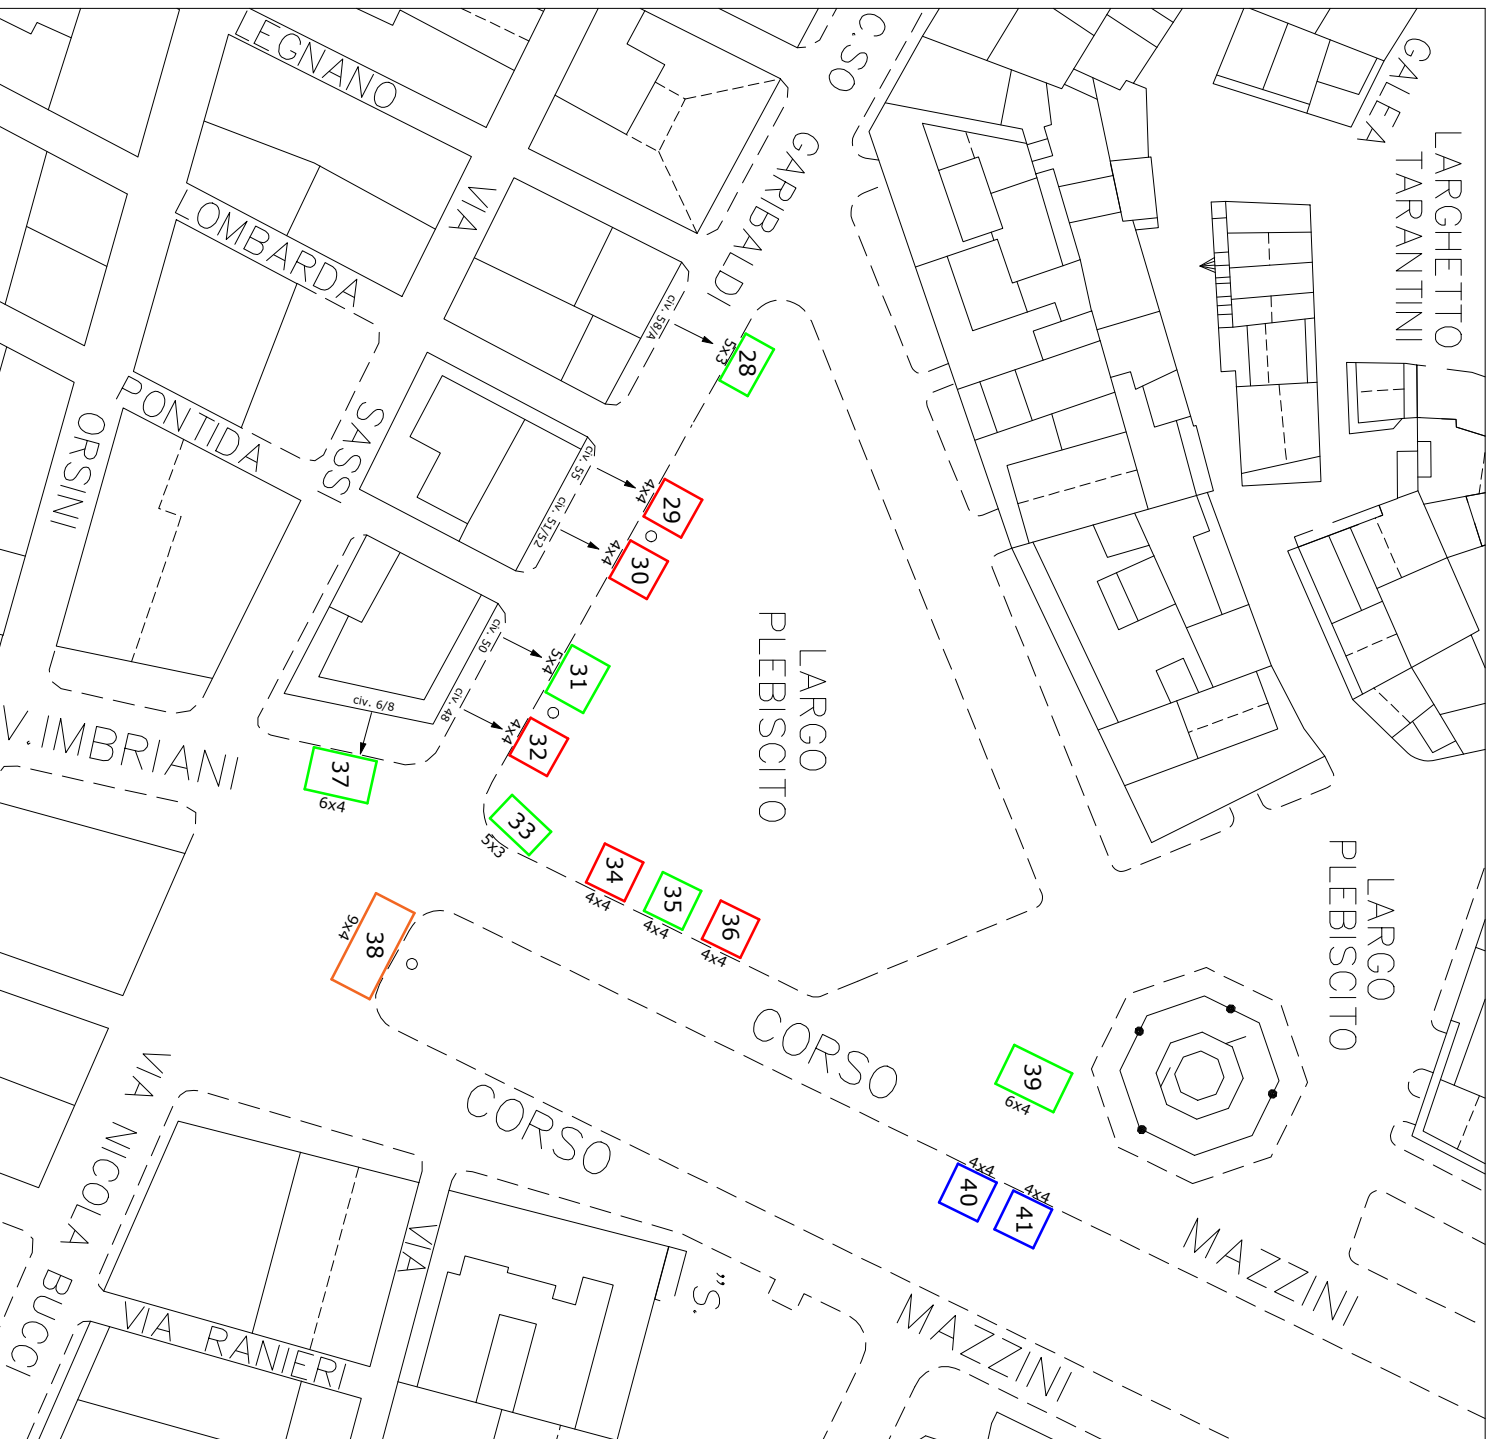 LEGNANO
C.SO
GALEA
LARGHETTO
TARANTINI
GARIBALDI
VIA
LOMBARDA
civ. 58/A
5x3
28
PONTIDA
SASSI
ORSINI
civ. 55
4x4
29
civ. 51/52
4x4
30
LARGO
PLEBISCITO
civ. 50
5x4
31
civ. 48
4x4
32
civ. 6/8
37
6x4
V. IMBRIANI
33
5x3
34
4x4
35
4x4
36
4x4
LARGO
PLEBISCITO
38
9x4
CORSO
39
6x4
CORSO
4x4
40
4x4
41
MAZZINI
MAZZINI
VIA NICOLA BUCCI
VIA
"S.
VIA RANIERI